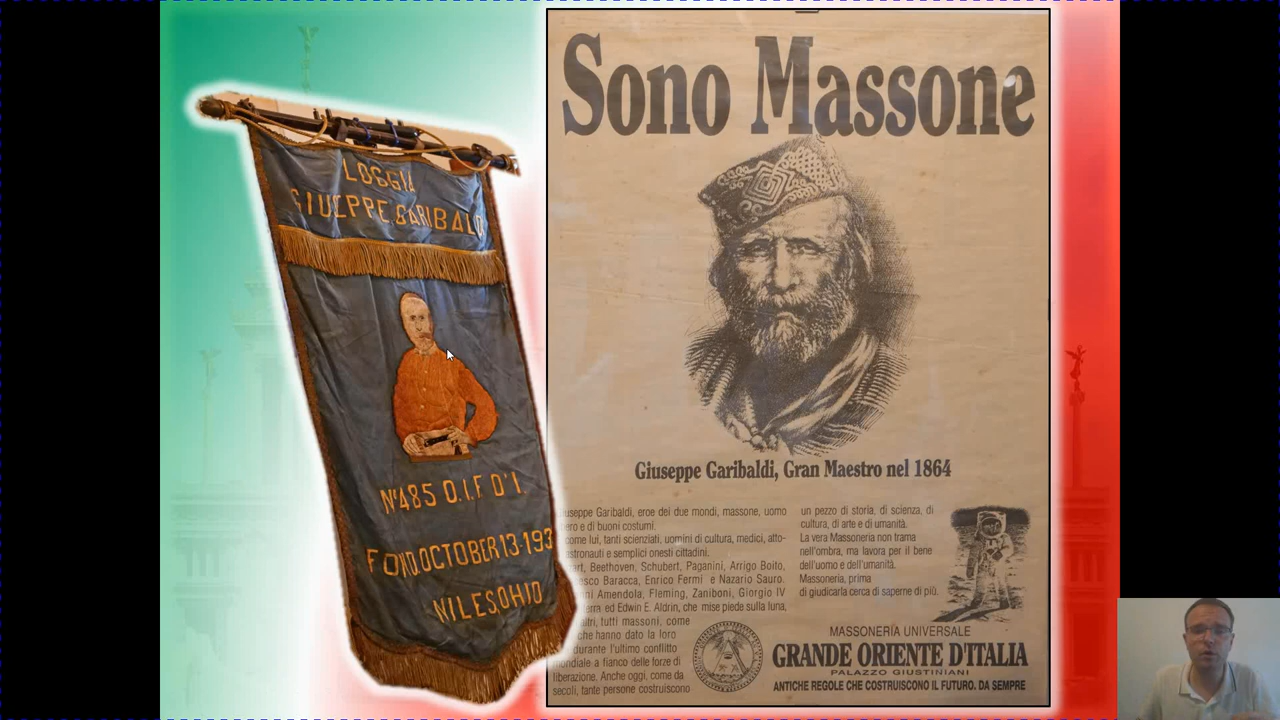 LOGGIA
GIUSEPPE GARIBALD
Nº485 O.I.F. D'I.
FOND.OCTOBER 13-193
NILES,OHIO
Sono Massone
Giuseppe Garibaldi, Gran Maestro nel 1864
Garibaldi, eroe dei due mondi, massone, uomo
e di buoni costumi.
come lui, tanti scienziati, uomini di cultura, medici, atto-
astronauti e semplici onesti cittadini.
Beethoven, Schubert, Paganini, Arrigo Boito,
Baracca, Enrico Fermi e Nazario Sauro.
Amendola, Fleming, Zaniboni, Giorgio IV
ed Edwin E. Aldrin, che mise piede sulla luna,
tutti massoni, come
che hanno dato la loro
durante l'ultimo conflitto
mondiale a fianco delle forze di
liberazione. Anche oggi, come da
secoli, tante persone costruiscono
un pezzo di storia, di scienza, di
cultura, di arte e di umanità.
La vera Massoneria non trama
nell'ombra, ma lavora per il bene
dell'uomo e dell'umanità.
Massoneria, prima
di giudicarla cerca di saperne di più.
MASSONERIA UNIVERSALE
GRANDE ORIENTE D'ITALIA
PALAZZO GIUSTINIANI
ANTICHE REGOLE CHE COSTRUISCONO IL FUTURO. DA SEMPRE